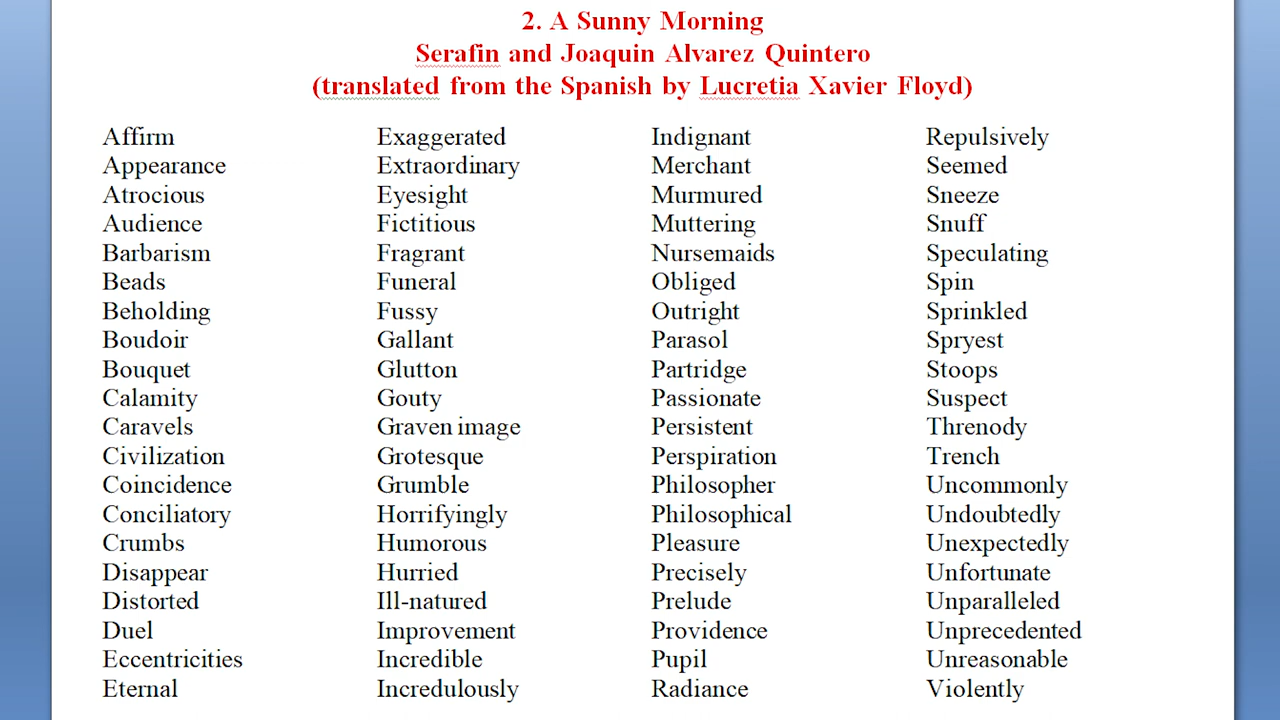 2. A Sunny Morning
Serafin and Joaquin Alvarez Quintero
(translated from the Spanish by Lucretia Xavier Floyd)
Affirm Exaggerated Indignant Repulsively
Appearance Extraordinary Merchant Seemed
Atrocious Eyesight Murmured Sneeze
Audience Fictitious Muttering Snuff
Barbarism Fragrant Nursemaids Speculating
Beads Funeral Obliged Spin
Beholding Fussy Outright Sprinkled
Boudoir Gallant Parasol Spryest
Bouquet Glutton Partridge Stoops
Calamity Gouty Passionate Suspect
Caravels Graven image Persistent Threnody
Civilization Grotesque Perspiration Trench
Coincidence Grumble Philosopher Uncommonly
Conciliatory Horrifyingly Philosophical Undoubtedly
Crumbs Humorous Pleasure Unexpectedly
Disappear Hurried Precisely Unfortunate
Distorted Ill-natured Prelude Unparalleled
Duel Improvement Providence Unprecedented
Eccentricities Incredible Pupil Unreasonable
Eternal Incredulously Radiance Violently